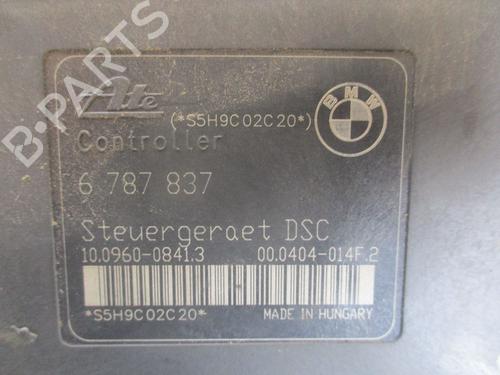 Ate
(*S5H9C02C20*)
BMW
Controller
6 787 837
Steuergeraet DSC
10.0960-0841.3 00.0404-014F.2
*S5H9C02C20* MADE IN HUNGARY
B-PARTS